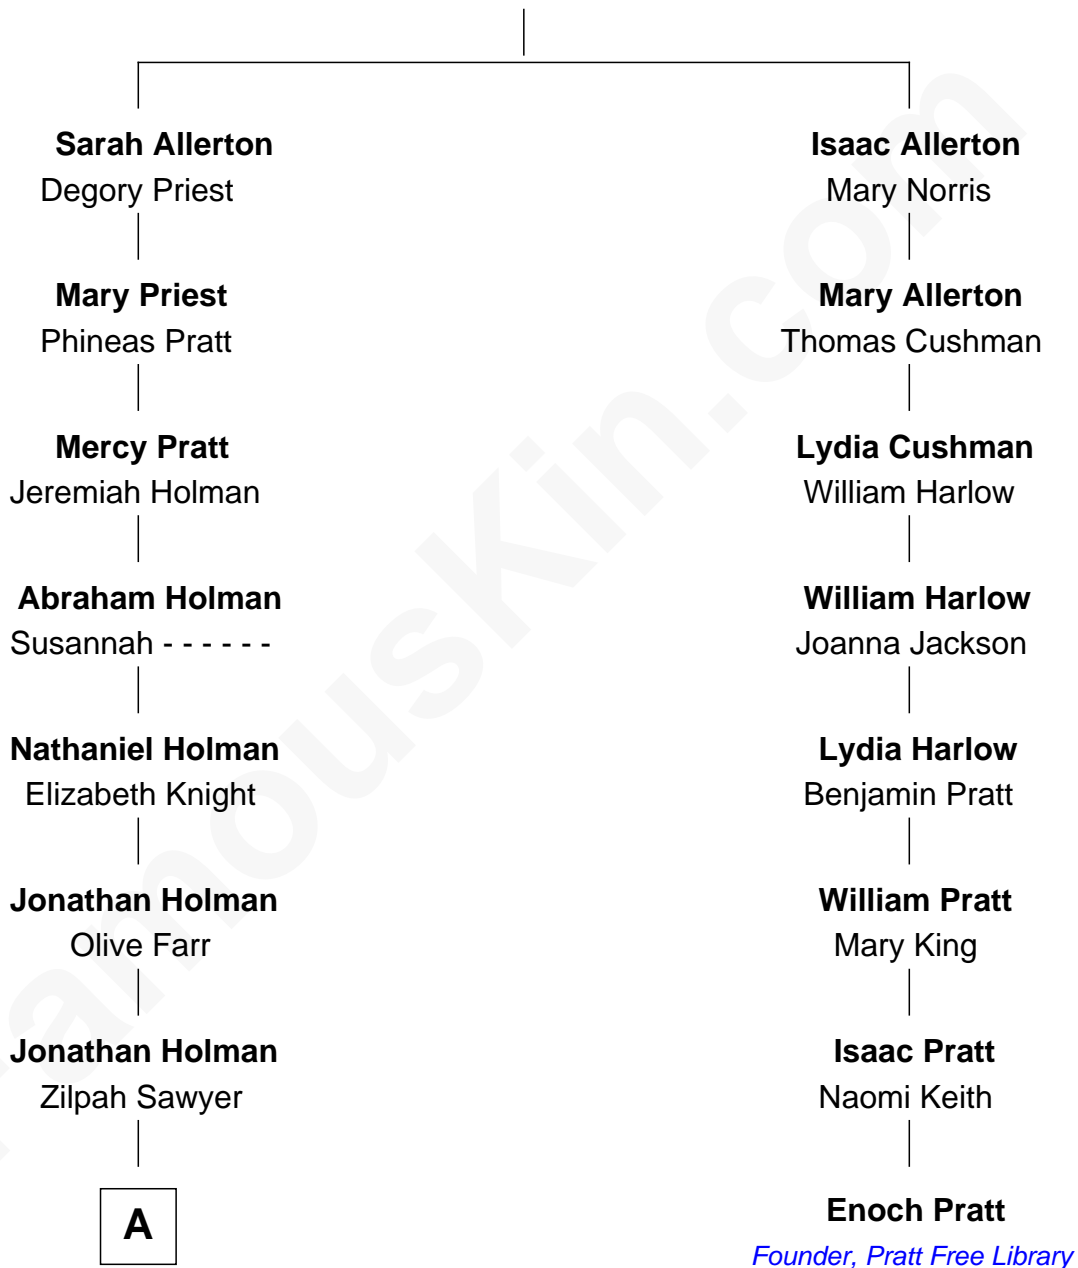 Sarah Allerton
Degory Priest
Mary Priest
Phineas Pratt
Mercy Pratt
Jeremiah Holman
Abraham Holman
Susannah - - - - - -
Nathaniel Holman
Elizabeth Knight
Jonathan Holman
Olive Farr
Jonathan Holman
Zilpah Sawyer
A
Isaac Allerton
Mary Norris
Mary Allerton
Thomas Cushman
Lydia Cushman
William Harlow
William Harlow
Joanna Jackson
Lydia Harlow
Benjamin Pratt
William Pratt
Mary King
Isaac Pratt
Naomi Keith
Enoch Pratt
Founder, Pratt Free Library
FamousKin.com